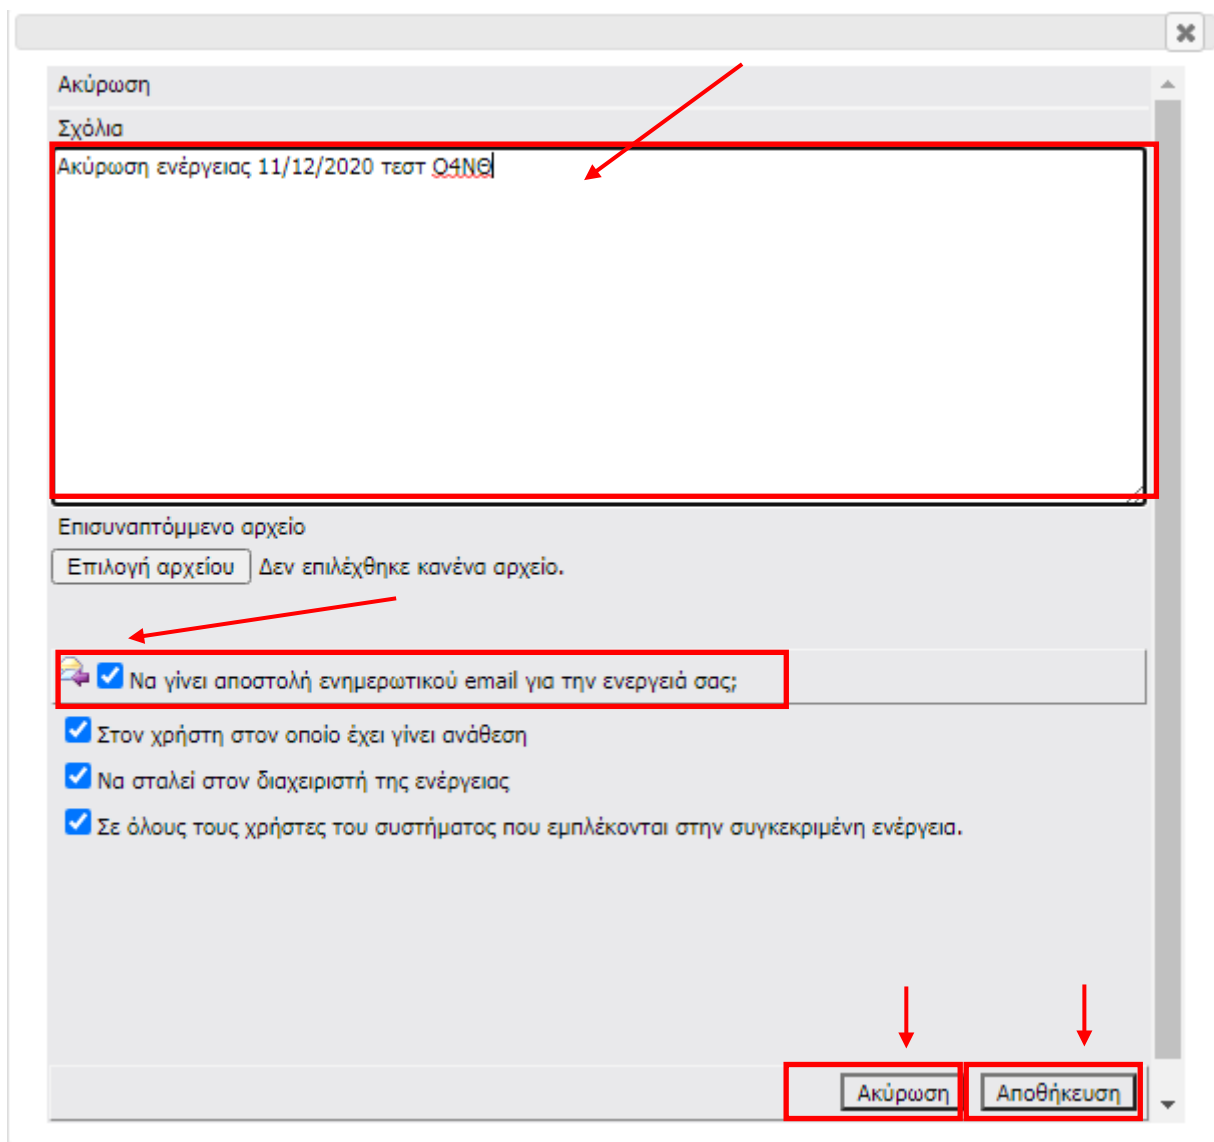 Ακύρωση
Σχόλια
Ακύρωση ενέργειας 11/12/2020 τεστ Ο4ΝΘ
Επισυναπτόμμενο αρχείο
Επιλογή αρχείου Δεν επιλέχθηκε κανένα αρχείο.
Να γίνει αποστολή ενημερωτικού email για την ενεργειά σας;
Στον χρήστη στον οποίο έχει γίνει ανάθεση
Να σταλεί στον διαχειριστή της ενέργειας
Σε όλους τους χρήστες του συστήματος που εμπλέκονται στην συγκεκριμένη ενέργεια.
Ακύρωση Αποθήκευση